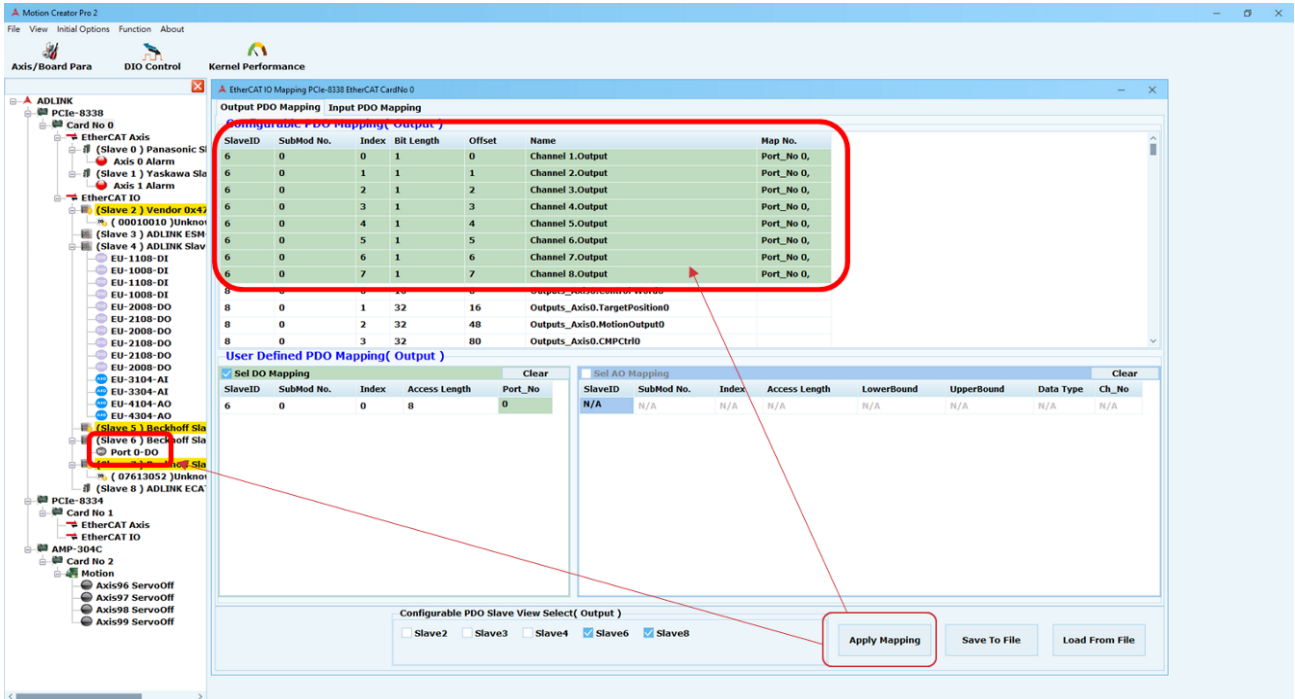 Motion Creator Pro 2
File View Initial Options Function About
Axis/Board Para DIO Control Kernel Performance
ADLINK
PCIe-8338
Card No 0
EtherCAT Axis
(Slave 0 ) Panasonic Sl
Axis 0 Alarm
(Slave 1 ) Yaskawa Sla
Axis 1 Alarm
EtherCAT IO
(Slave 2 ) Vendor 0x47
( 00010010 )Unknow
(Slave 3 ) ADLINK ESM-
(Slave 4 ) ADLINK Slav
EU-1108-DI
EU-1008-DI
EU-1108-DI
EU-1008-DI
EU-2008-DO
EU-2108-DO
EU-2008-DO
EU-2108-DO
EU-2108-DO
EU-2008-DO
EU-3104-AI
EU-3304-AI
EU-4104-AO
EU-4304-AO
(Slave 5 ) Beckhoff Sla
(Slave 6 ) Beckhoff Sla
Port 0-DO
( 07613052 )Unknow
(Slave 8 ) ADLINK ECAT
PCIe-8334
Card No 1
EtherCAT Axis
EtherCAT IO
AMP-304C
Card No 2
Motion
Axis96 ServoOff
Axis97 ServoOff
Axis98 ServoOff
Axis99 ServoOff
EtherCAT IO Mapping PCIe-8338 EtherCAT CardNo 0
Output PDO Mapping Input PDO Mapping
Configurable PDO Mapping( Output )
SlaveID SubMod No. Index Bit Length Offset Name Map No.
6 0 0 1 0 Channel 1.Output Port_No 0,
6 0 1 1 1 Channel 2.Output Port_No 0,
6 0 2 1 2 Channel 3.Output Port_No 0,
6 0 3 1 3 Channel 4.Output Port_No 0,
6 0 4 1 4 Channel 5.Output Port_No 0,
6 0 5 1 5 Channel 6.Output Port_No 0,
6 0 6 1 6 Channel 7.Output Port_No 0,
6 0 7 1 7 Channel 8.Output Port_No 0,
8 0 0 16 0 Outputs_Axis0.Control Word0
8 0 1 32 16 Outputs_Axis0.TargetPosition0
8 0 2 32 48 Outputs_Axis0.MotionOutput0
8 0 3 32 80 Outputs_Axis0.CMPCtrl0
User Defined PDO Mapping( Output )
Sel DO Mapping Clear
SlaveID SubMod No. Index Access Length Port_No
6 0 0 8 0
Sel AO Mapping Clear
SlaveID SubMod No. Index Access Length LowerBound UpperBound Data Type Ch_No
N/A N/A N/A N/A N/A N/A N/A N/A
Configurable PDO Slave View Select( Output )
Slave2 Slave3 Slave4 Slave6 Slave8
Apply Mapping Save To File Load From File